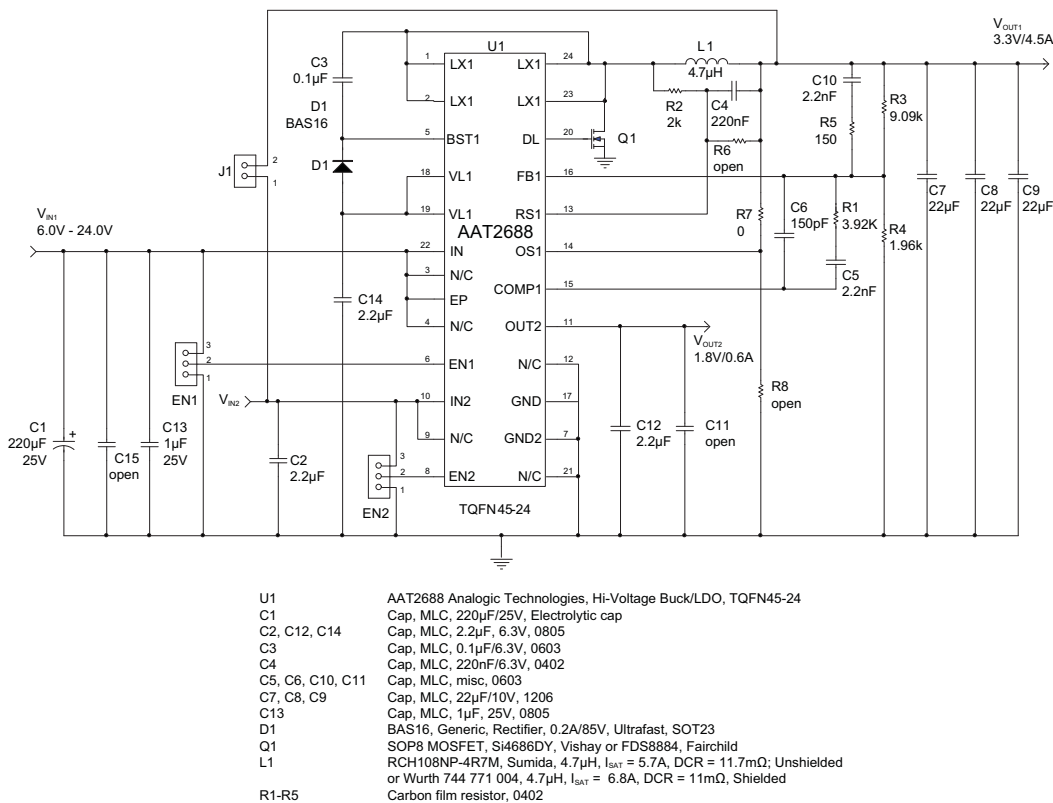 U1
V_OUT1
3.3V/4.5A
C3
0.1µF
1
LX1
LX1
24
L1
4.7µH
C10
2.2nF
R3
9.09k
2
LX1
LX1
23
R2
2k
C4
220nF
R5
150
D1
BAS16
5
BST1
DL
20
Q1
R6
open
J1
2
1
D1
18
VL1
FB1
16
C7
22µF
C8
22µF
C9
22µF
19
VL1
RS1
13
R7
0
C6
150pF
R1
3.92K
R4
1.96k
V_IN1
6.0V - 24.0V
AAT2688
22
IN
OS1
14
3
N/C
C5
2.2nF
C14
2.2µF
EP
COMP1
15
4
N/C
OUT2
11
V_OUT2
1.8V/0.6A
3
2
1
EN1
6
EN1
N/C
12
R8
open
V_IN2
10
IN2
GND
17
C1
220µF
25V
+
C15
open
C13
1µF
25V
9
N/C
GND2
7
C12
2.2µF
C11
open
C2
2.2µF
3
2
1
EN2
8
EN2
N/C
21
TQFN45-24
U1 AAT2688 Analogic Technologies, Hi-Voltage Buck/LDO, TQFN45-24
C1 Cap, MLC, 220µF/25V, Electrolytic cap
C2, C12, C14 Cap, MLC, 2.2µF, 6.3V, 0805
C3 Cap, MLC, 0.1µF/6.3V, 0603
C4 Cap, MLC, 220nF/6.3V, 0402
C5, C6, C10, C11 Cap, MLC, misc, 0603
C7, C8, C9 Cap, MLC, 22µF/10V, 1206
C13 Cap, MLC, 1µF, 25V, 0805
D1 BAS16, Generic, Rectifier, 0.2A/85V, Ultrafast, SOT23
Q1 SOP8 MOSFET, Si4686DY, Vishay or FDS8884, Fairchild
L1 RCH108NP-4R7M, Sumida, 4.7µH, I_SAT = 5.7A, DCR = 11.7mΩ; Unshielded
or Wurth 744 771 004, 4.7µH, I_SAT = 6.8A, DCR = 11mΩ, Shielded
R1-R5 Carbon film resistor, 0402